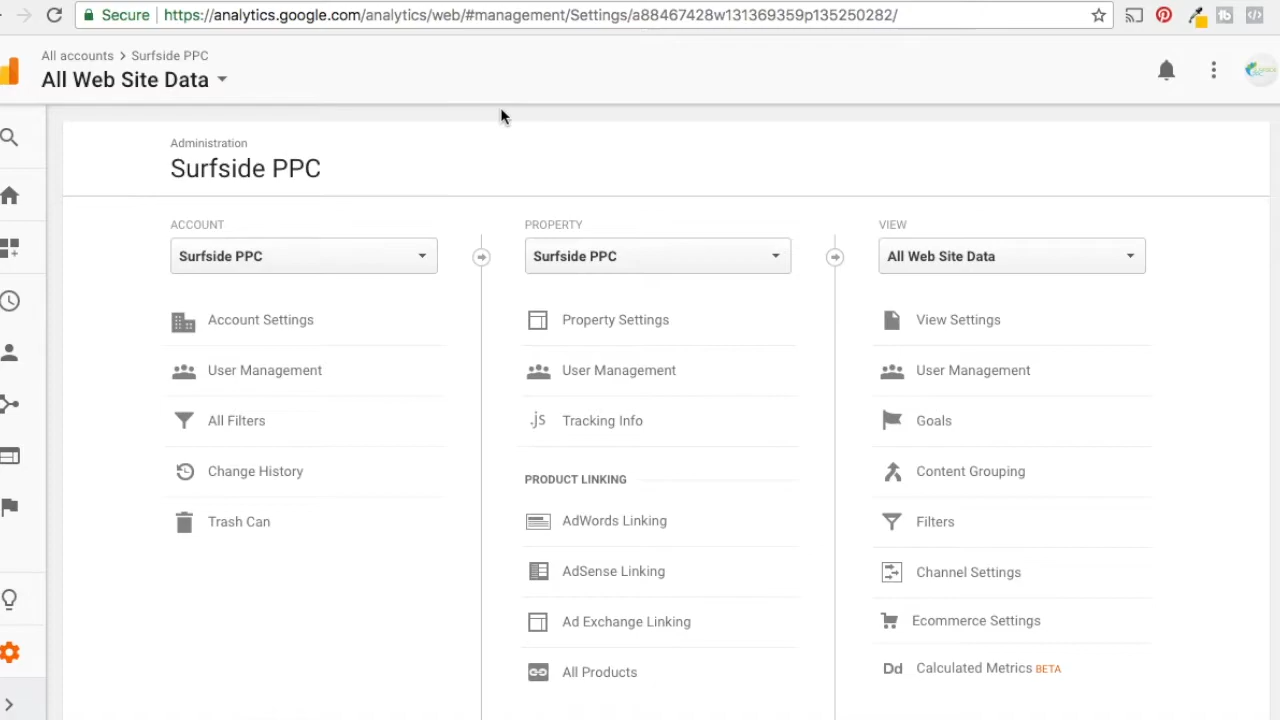 Secure https://analytics.google.com/analytics/web/#management/Settings/a88467428w131369359p135250282/
All accounts > Surfside PPC
All Web Site Data
Administration
Surfside PPC
ACCOUNT
Surfside PPC
Account Settings
User Management
All Filters
Change History
Trash Can
PROPERTY
Surfside PPC
Property Settings
User Management
.js Tracking Info
PRODUCT LINKING
AdWords Linking
AdSense Linking
Ad Exchange Linking
All Products
VIEW
All Web Site Data
View Settings
User Management
Goals
Content Grouping
Filters
Channel Settings
Ecommerce Settings
Dd Calculated Metrics BETA